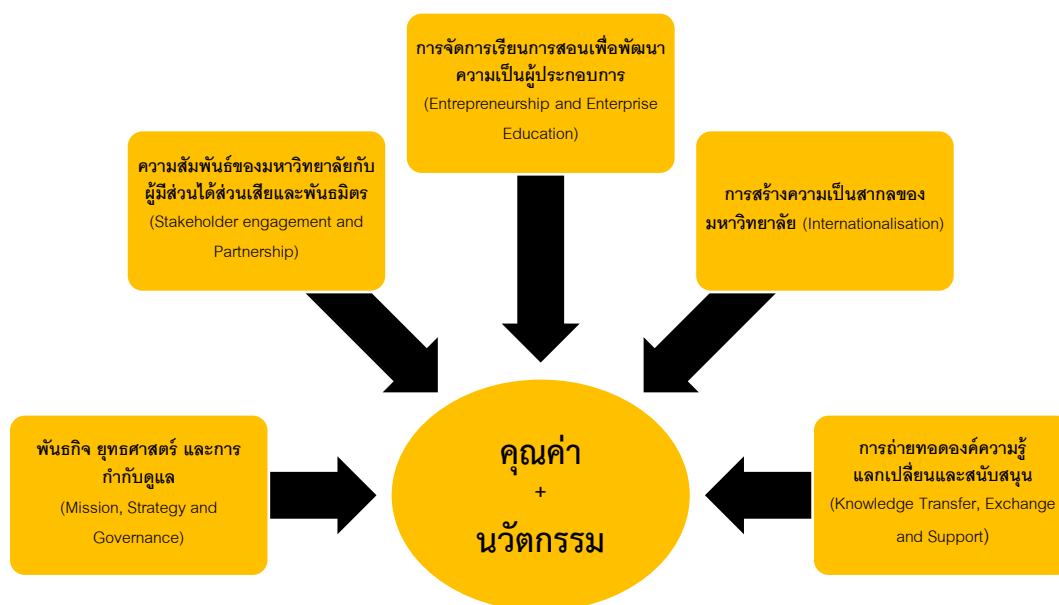 การจัดการเรียนการสอนเพื่อพัฒนา
ความเป็นผู้ประกอบการ
(Entrepreneurship and Enterprise
Education)
ความสัมพันธ์ของมหาวิทยาลัยกับ
ผู้มีส่วนได้ส่วนเสียและพันธมิตร
(Stakeholder engagement and
Partnership)
การสร้างความเป็นสากลของ
มหาวิทยาลัย (Internationalisation)
พันธกิจ ยุทธศาสตร์ และการ
กำกับดูแล
(Mission, Strategy and
Governance)
คุณค่า
+
นวัตกรรม
การถ่ายทอดองค์ความรู้
แลกเปลี่ยนและสนับสนุน
(Knowledge Transfer, Exchange
and Support)